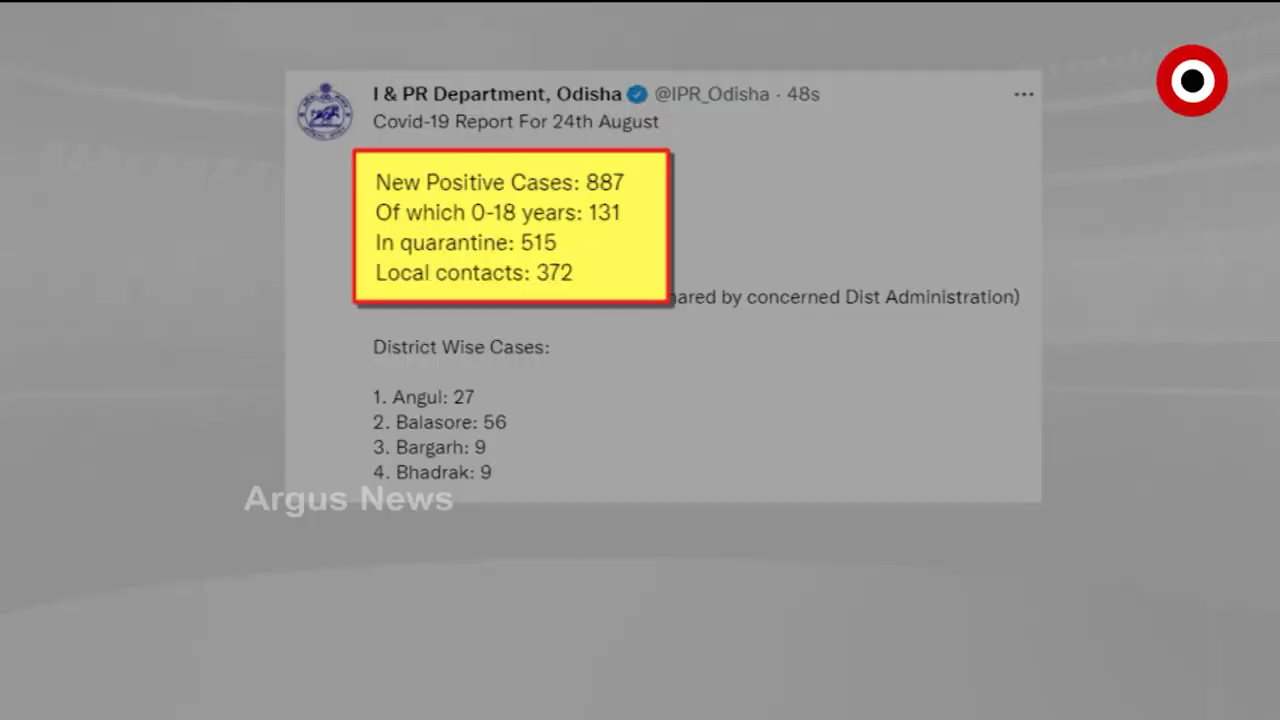 I & PR Department, Odisha @IPR_Odisha · 48s
Covid-19 Report For 24th August
New Positive Cases: 887
Of which 0-18 years: 131
In quarantine: 515
Local contacts: 372
by concerned Dist Administration)
District Wise Cases:
1. Angul: 27
2. Balasore: 56
3. Bargarh: 9
4. Bhadrak: 9
Argus News